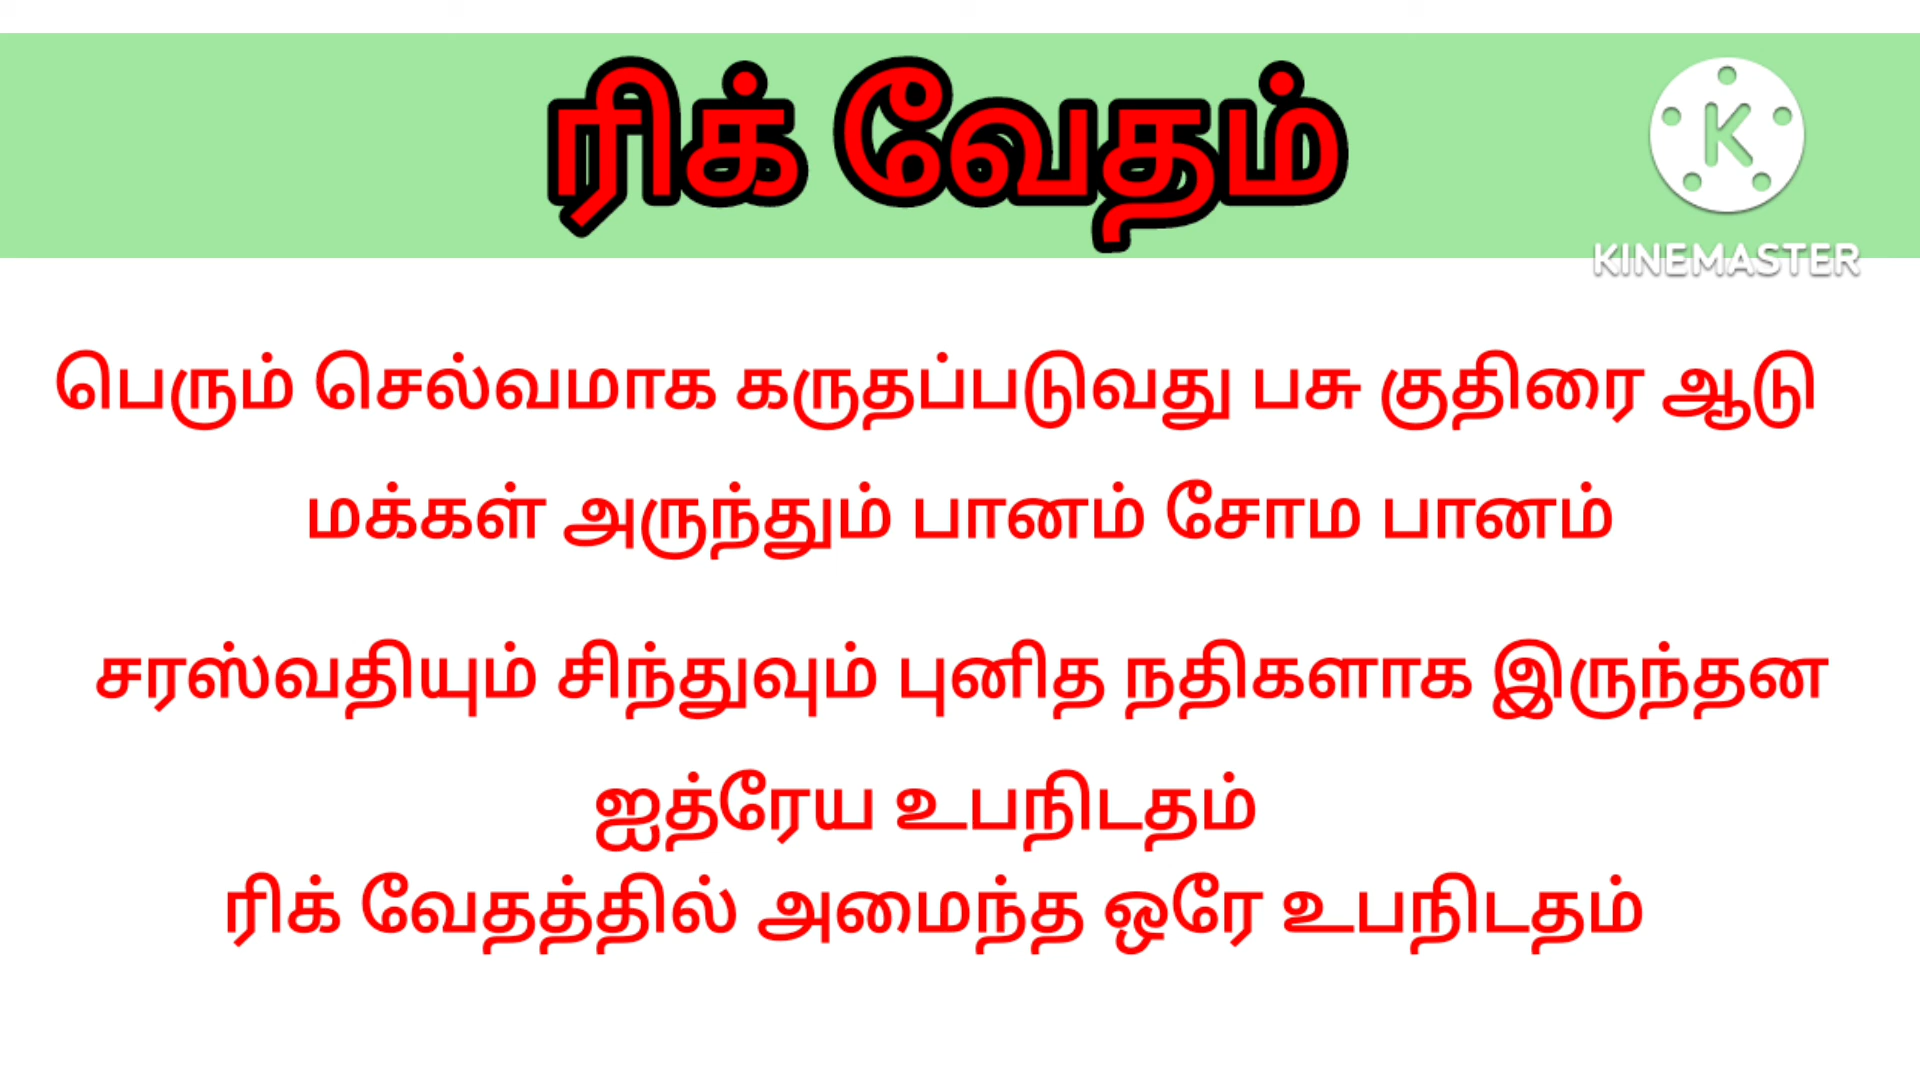 ரிக் வேதம்
KINEMASTER
பெரும் செல்வமாக கருதப்படுவது பசு குதிரை ஆடு
மக்கள் அருந்தும் பானம் சோம பானம்
சரஸ்வதியும் சிந்துவும் புனித நதிகளாக இருந்தன
ஐத்ரேய உபநிடதம்
ரிக் வேதத்தில் அமைந்த ஒரே உபநிடதம்